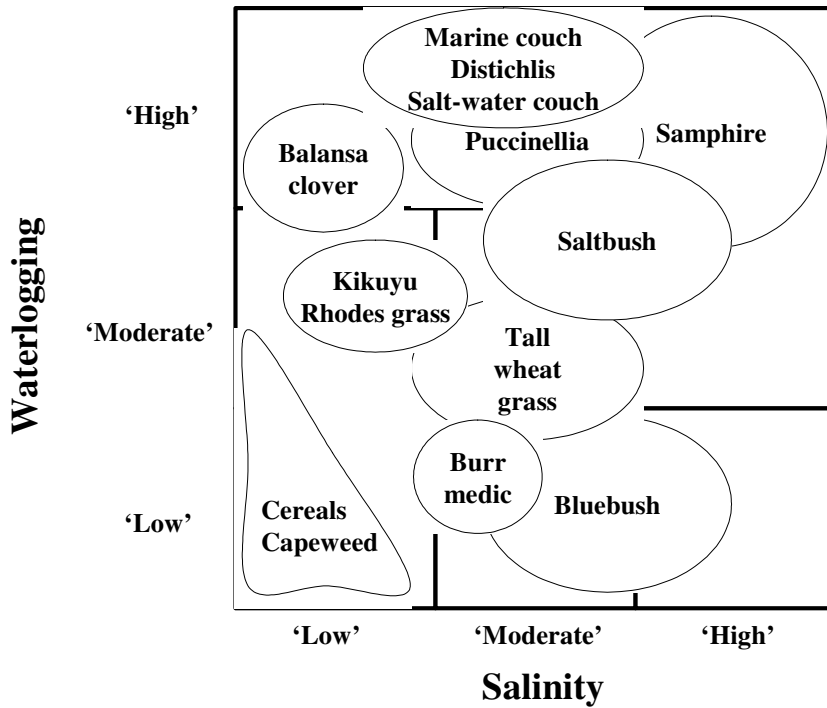 Marine couch
Distichlis
Salt-water couch
‘High’
Puccinellia
Samphire
Balansa
clover
Saltbush
Waterlogging
Kikuyu
Rhodes grass
‘Moderate’
Tall
wheat
grass
Burr
medic
Bluebush
‘Low’
Cereals
Capeweed
‘Low’
‘Moderate’
‘High’
Salinity